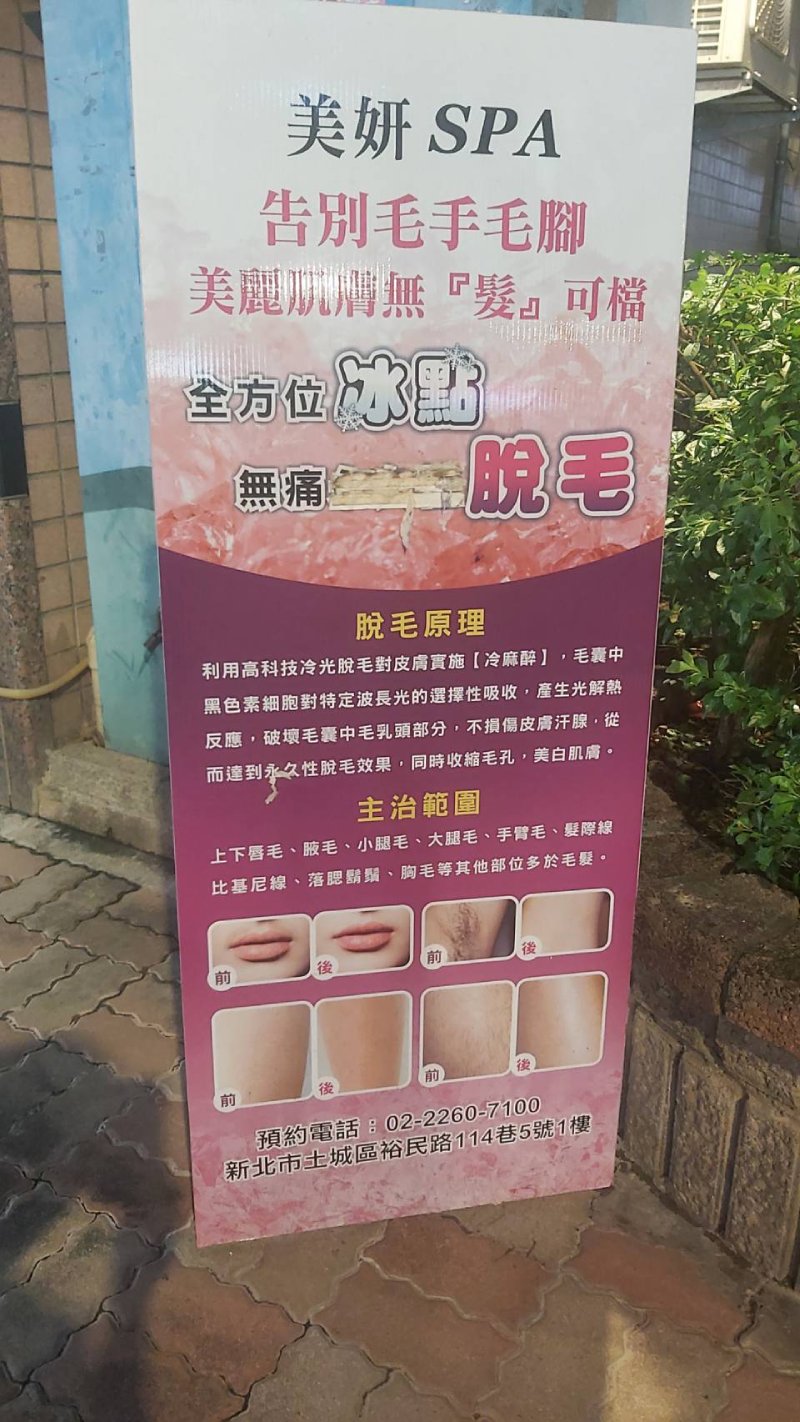 美妍 SPA
告別毛手毛腳
美麗肌膚無『髮』可檔
全方位冰點
無痛 脫毛
脫毛原理
利用高科技冷光脫毛對皮膚實施【冷麻醉】，毛囊中
黑色素細胞對特定波長光的選擇性吸收，產生光解熱
反應，破壞毛囊中毛乳頭部分，不損傷皮膚汗腺，從
而達到永久性脫毛效果，同時收縮毛孔，美白肌膚。
主治範圍
上下唇毛、腋毛、小腿毛、大腿毛、手臂毛、髮際線
比基尼線、落腮鬍鬚、胸毛等其他部位多於毛髮。
前 後 前 後
前 後 前 後
預約電話：02-2260-7100
新北市土城區裕民路114巷5號1樓